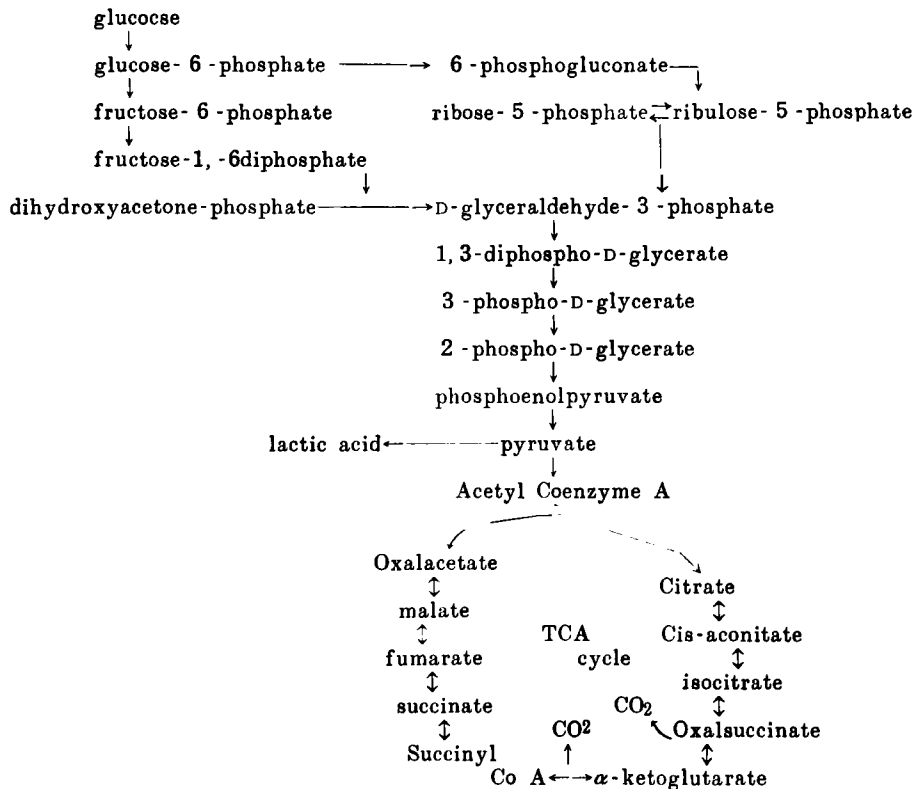 glucocse
glucose- 6 -phosphate 6 -phosphogluconate
fructose- 6 -phosphate ribose- 5 -phosphate ribulose- 5 -phosphate
fructose-1, -6diphosphate
dihydroxyacetone-phosphate D-glyceraldehyde- 3 -phosphate
1, 3-diphospho-D-glycerate
3 -phospho-D-glycerate
2 -phospho-D-glycerate
phosphoenolpyruvate
lactic acid pyruvate
Acetyl Coenzyme A
Oxalacetate
Citrate
malate
TCA
Cis-aconitate
fumarate
cycle
isocitrate
succinate
CO2
CO2
Oxalsuccinate
Succinyl
Co A α-ketoglutarate